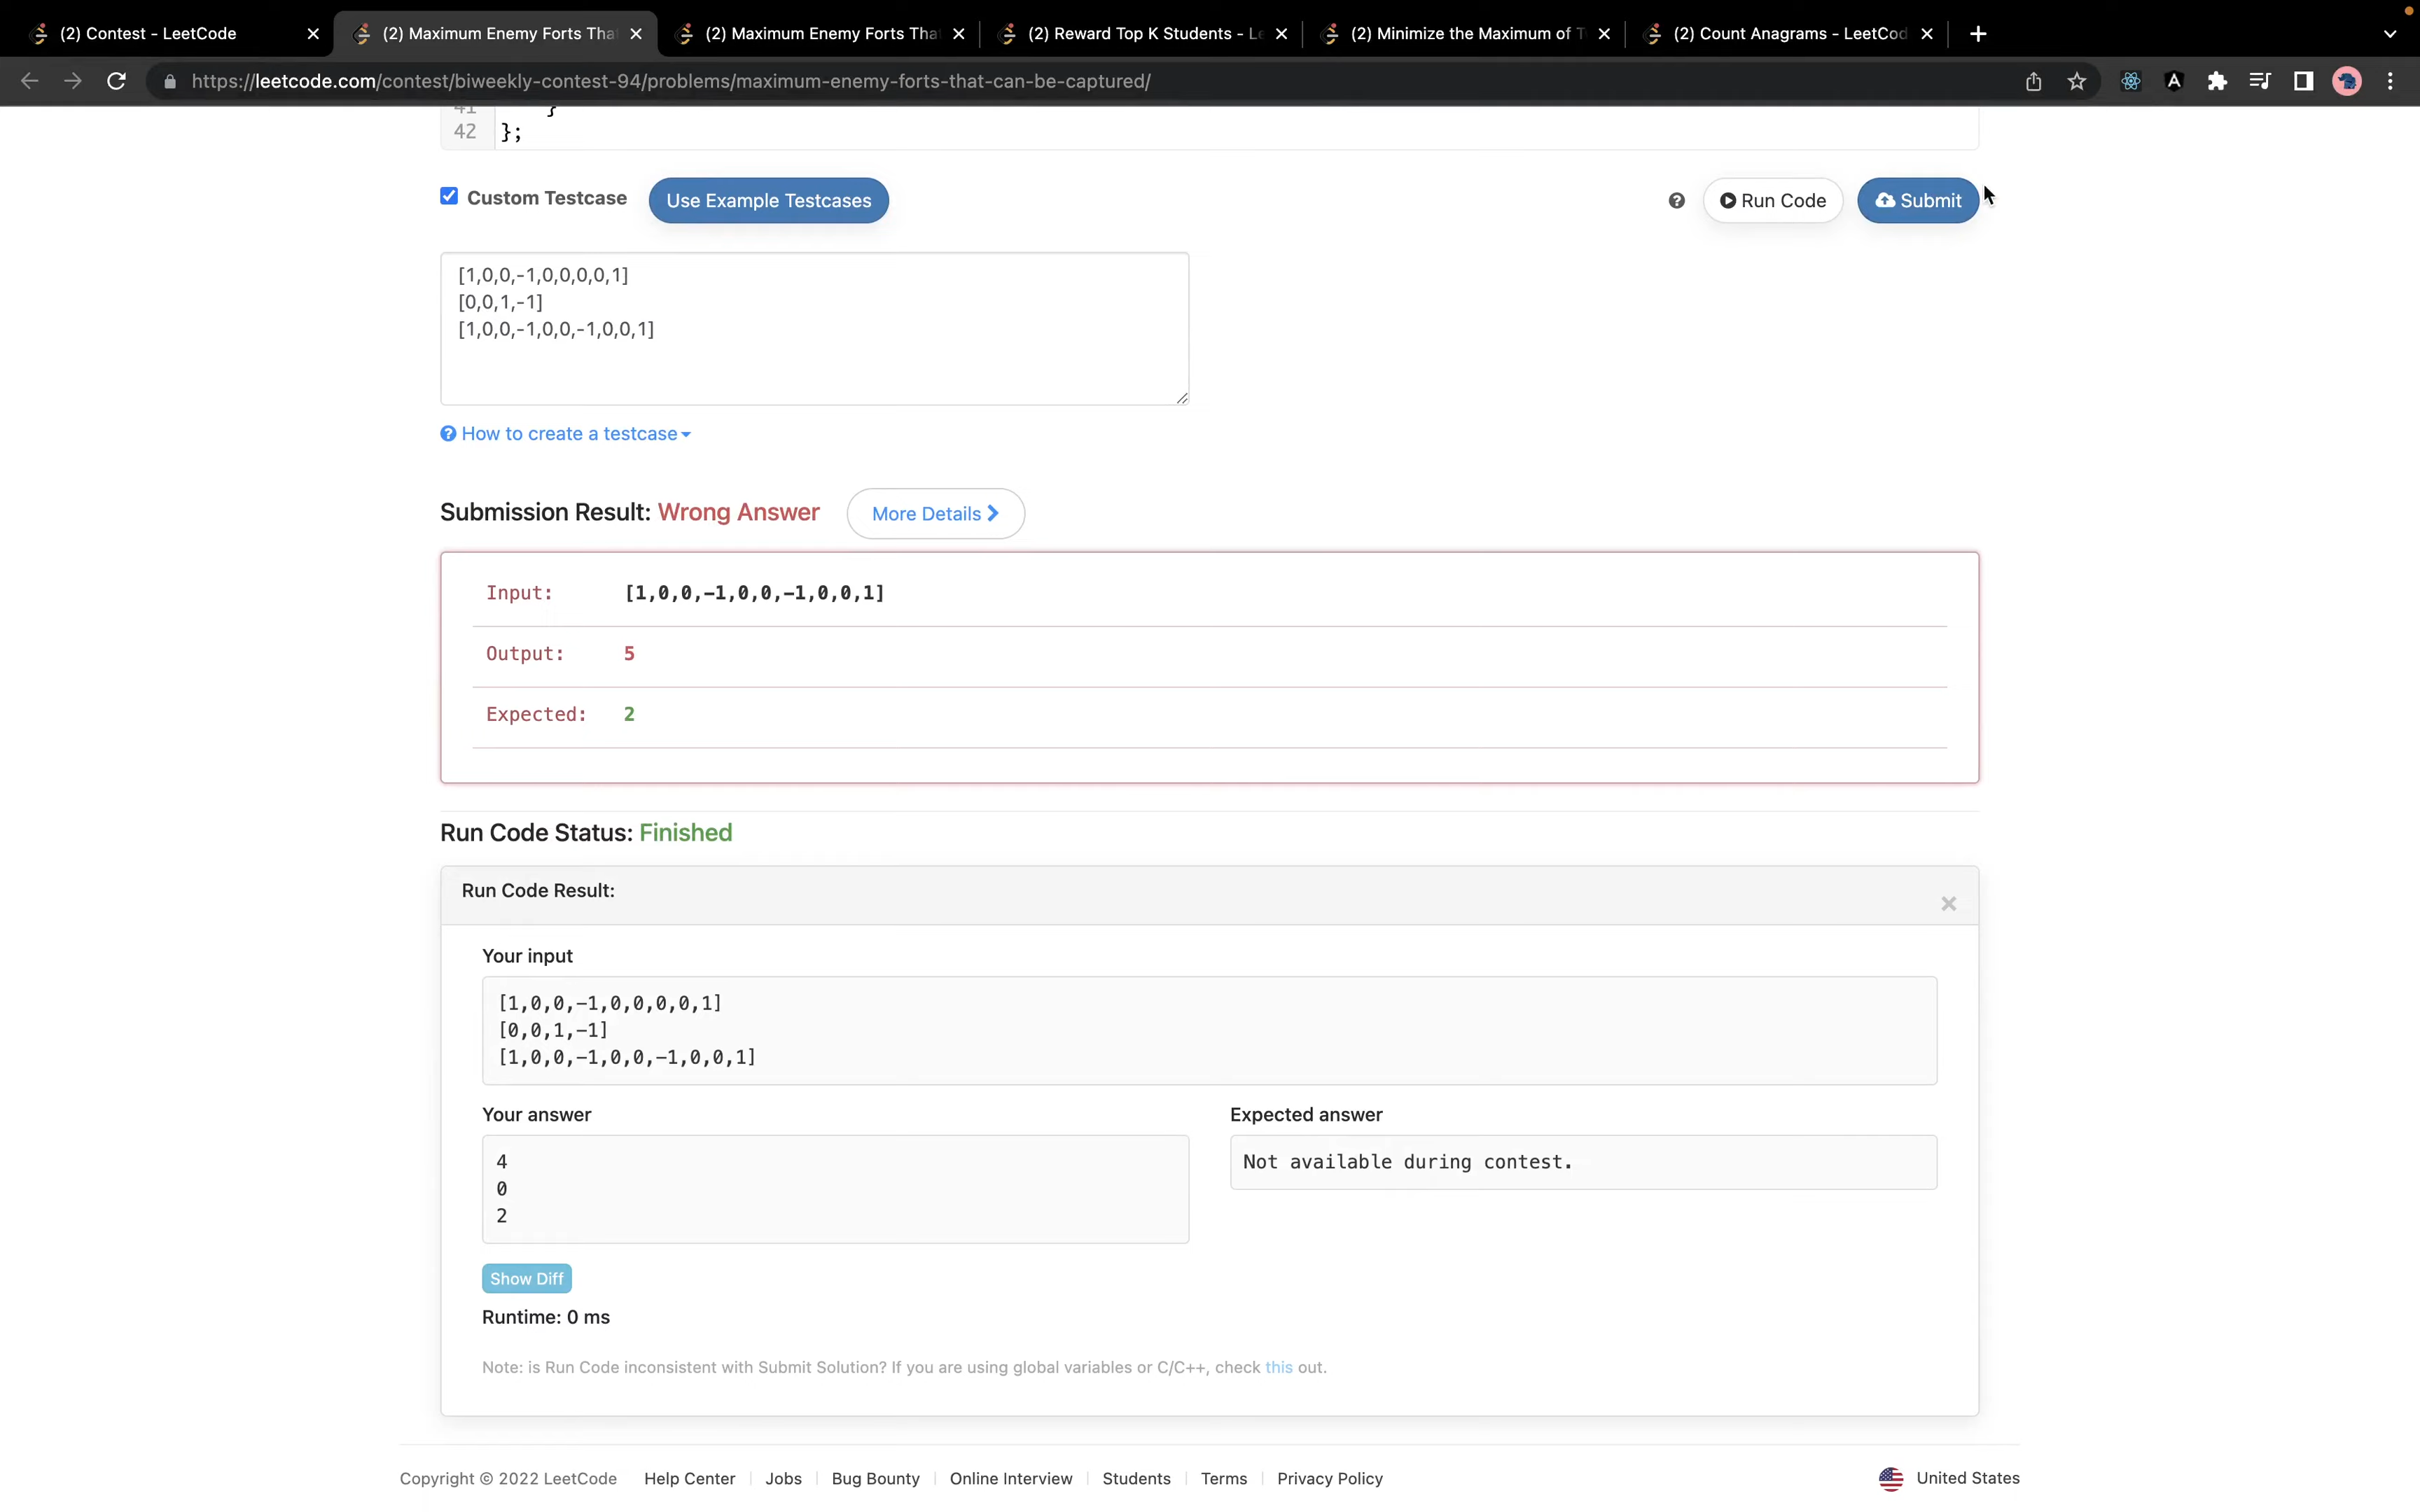 (2) Contest - LeetCode
(2) Maximum Enemy Forts Tha
(2) Maximum Enemy Forts Tha
(2) Reward Top K Students - Le
(2) Minimize the Maximum of T
(2) Count Anagrams - LeetCod
https://leetcode.com/contest/biweekly-contest-94/problems/maximum-enemy-forts-that-can-be-captured/
41 }
42 };
Custom Testcase
Use Example Testcases
Run Code
Submit
[1,0,0,-1,0,0,0,0,1]
[0,0,1,-1]
[1,0,0,-1,0,0,-1,0,0,1]
How to create a testcase
Submission Result: Wrong Answer
More Details
Input: [1,0,0,-1,0,0,-1,0,0,1]
Output: 5
Expected: 2
Run Code Status: Finished
Run Code Result:
Your input
[1,0,0,-1,0,0,0,0,1]
[0,0,1,-1]
[1,0,0,-1,0,0,-1,0,0,1]
Your answer
Expected answer
4
0
2
Not available during contest.
Show Diff
Runtime: 0 ms
Note: is Run Code inconsistent with Submit Solution? If you are using global variables or C/C++, check this out.
Copyright © 2022 LeetCode
Help Center
Jobs
Bug Bounty
Online Interview
Students
Terms
Privacy Policy
United States